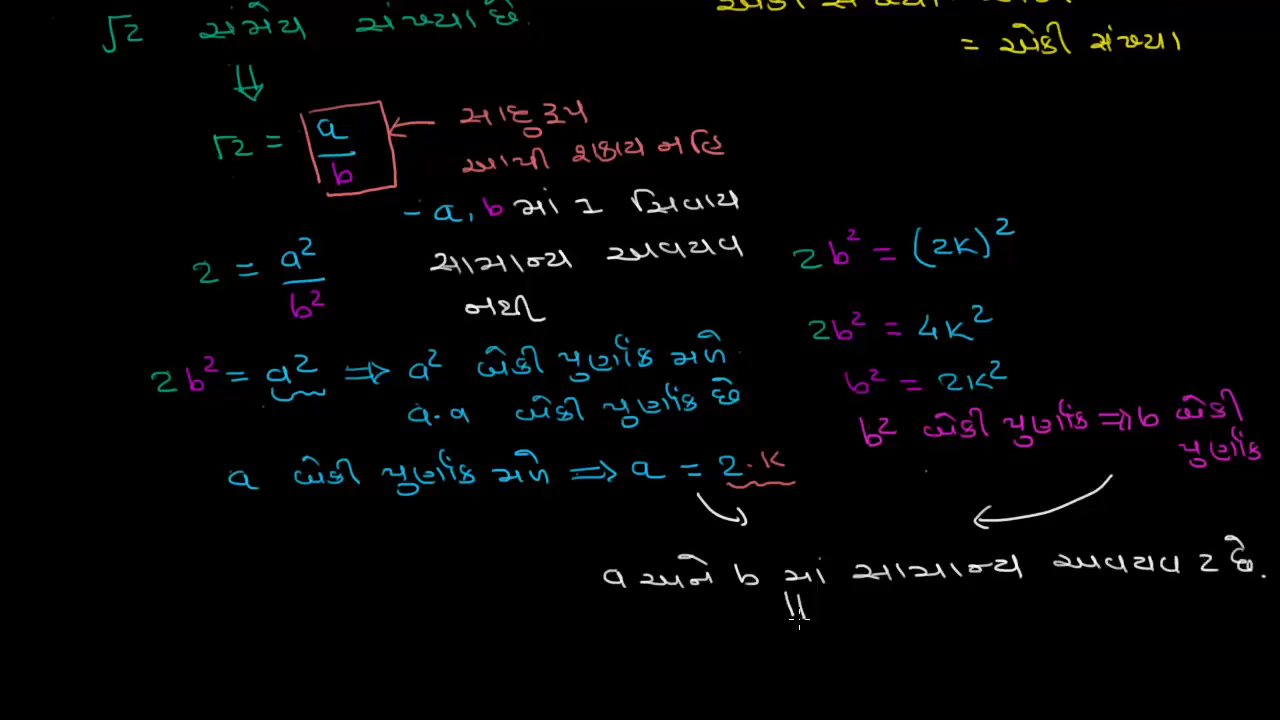 √2 સંમેય સંખ્યા છે.
= એકી સંખ્યા
⇓
√2 = a/b ← સાદુરૂપ
આપી શકાય નહિ
- a, b માં 1 સિવાય
સામાન્ય અવયવ
નથી
2 = a²/b²
2b² = a² ⇒ a² બેકી પુર્ણાંક મળે
a·a બેકી પુર્ણાંક છે
a બેકી પુર્ણાંક મળે ⇒ a = 2·K
2b² = (2K)²
2b² = 4K²
b² = 2K²
b² બેકી પુર્ણાંક ⇒ b બેકી
પુર્ણાંક
a અને b માં સામાન્ય અવયવ 2 છે.